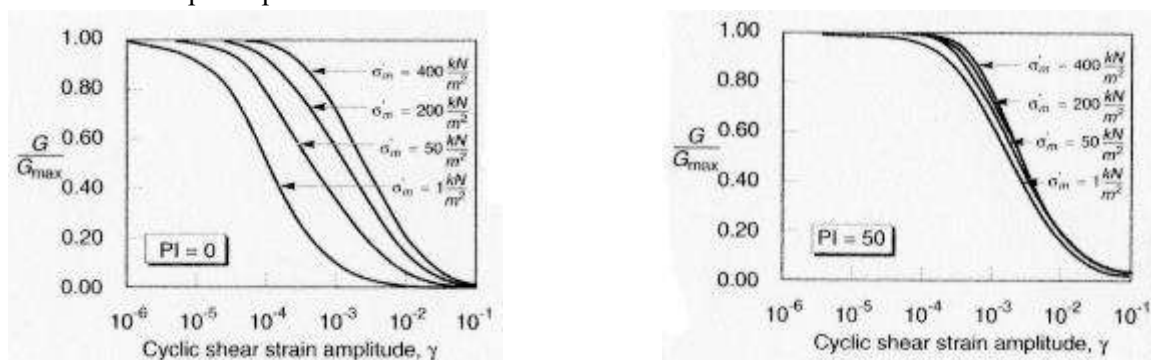 1.00
0.80
0.60
G
G max
0.40
0.20
0.00
σ'm = 400 kN/m²
σ'm = 200 kN/m²
σ'm = 50 kN/m²
σ'm = 1 kN/m²
PI = 0
10⁻⁶ 10⁻⁵ 10⁻⁴ 10⁻³ 10⁻² 10⁻¹
Cyclic shear strain amplitude, γ
1.00
0.80
0.60
G
G max
0.40
0.20
0.00
σ'm = 400 kN/m²
σ'm = 200 kN/m²
σ'm = 50 kN/m²
σ'm = 1 kN/m²
PI = 50
10⁻⁶ 10⁻⁵ 10⁻⁴ 10⁻³ 10⁻² 10⁻¹
Cyclic shear strain amplitude, γ